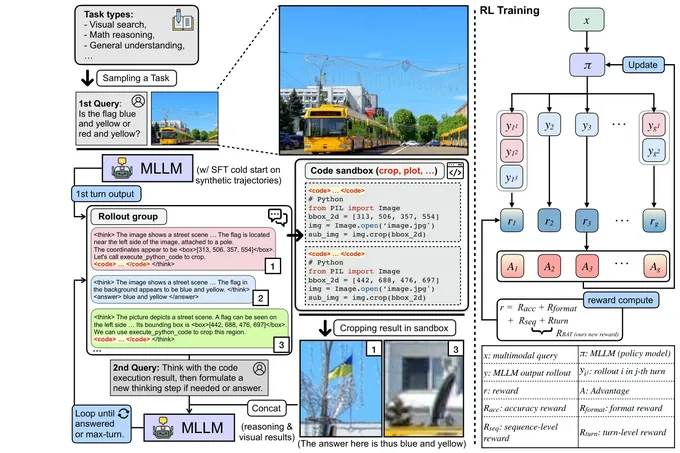 Task types:
- Visual search,
- Math reasoning,
- General understanding,
...
Sampling a Task
1st Query:
Is the flag blue
and yellow or
red and yellow?
MLLM
(w/ SFT cold start on
synthetic trajectories)
1st turn output
Rollout group
<think> The image shows a street scene ... The flag is located
near the left side of the image, attached to a pole.
The coordinates appear to be <box>[313, 506, 357, 554]</box>.
Let's call execute_python_code to crop.
<code> ... </code> </think>
1
<think> The image shows a street scene ... The flag in
the background appears to be blue and yellow. </think>
<answer> blue and yellow </answer>
2
<think> The picture depicts a street scene. A flag can be seen on
the left side ... Its bounding box is <box>[442, 688, 476, 697]</box>.
We can use execute_python_code to crop this region.
<code> ... </code> </think>
3
...
2nd Query: Think with the code
execution result, then formulate a
new thinking step if needed or answer.
Loop until
answered
or max-turn.
Concat
MLLM
(reasoning &
visual results)
Code sandbox (crop, plot, ...)
</>
<code> ... </code>
# Python
from PIL import Image
bbox_2d = [313, 506, 357, 554]
img = Image.open('image.jpg')
sub_img = img.crop(bbox_2d)
<code> ... </code>
# Python
from PIL import Image
bbox_2d = [442, 688, 476, 697]
img = Image.open('image.jpg')
sub_img = img.crop(bbox_2d)
Cropping result in sandbox
1
3
(The answer here is thus blue and yellow)
RL Training
x
π
Update
y1¹ y2 y3 ... yg¹
y1² yg²
y1³
r1 r2 r3 ... rg
A1 A2 A3 ... Ag
reward compute
r = Racc + Rformat
+ Rseq + Rturn
RBAT (ours new reward)
x: multimodal query π: MLLM (policy model)
y: MLLM output rollout yiʲ: rollout i in j-th turn
r: reward A: Advantage
Racc: accuracy reward Rformat: format reward
Rseq: sequence-level
reward
Rturn: turn-level reward